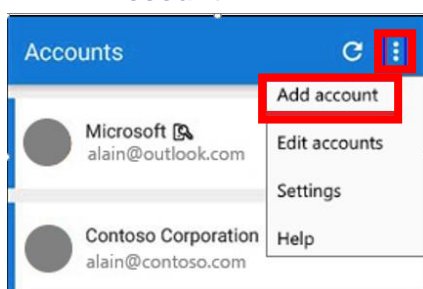 Accounts
Add account
Microsoft
alain@outlook.com
Edit accounts
Settings
Contoso Corporation
alain@contoso.com
Help